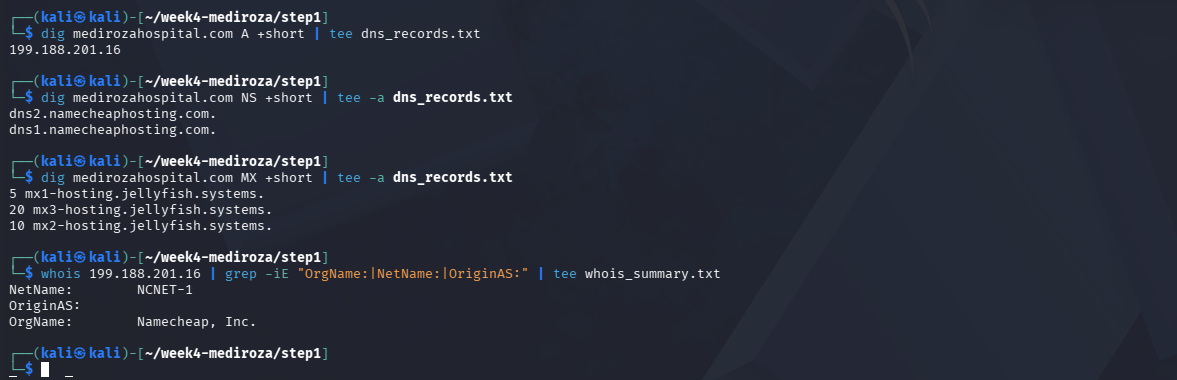 ┌──(kali㉿kali)-[~/week4-mediroza/step1]
└─$ dig medirozahospital.com A +short | tee dns_records.txt
199.188.201.16
┌──(kali㉿kali)-[~/week4-mediroza/step1]
└─$ dig medirozahospital.com NS +short | tee -a dns_records.txt
dns2.namecheaphosting.com.
dns1.namecheaphosting.com.
┌──(kali㉿kali)-[~/week4-mediroza/step1]
└─$ dig medirozahospital.com MX +short | tee -a dns_records.txt
5 mx1-hosting.jellyfish.systems.
20 mx3-hosting.jellyfish.systems.
10 mx2-hosting.jellyfish.systems.
┌──(kali㉿kali)-[~/week4-mediroza/step1]
└─$ whois 199.188.201.16 | grep -iE "OrgName:|NetName:|OriginAS:" | tee whois_summary.txt
NetName:        NCNET-1
OriginAS:
OrgName:        Namecheap, Inc.
┌──(kali㉿kali)-[~/week4-mediroza/step1]
└─$